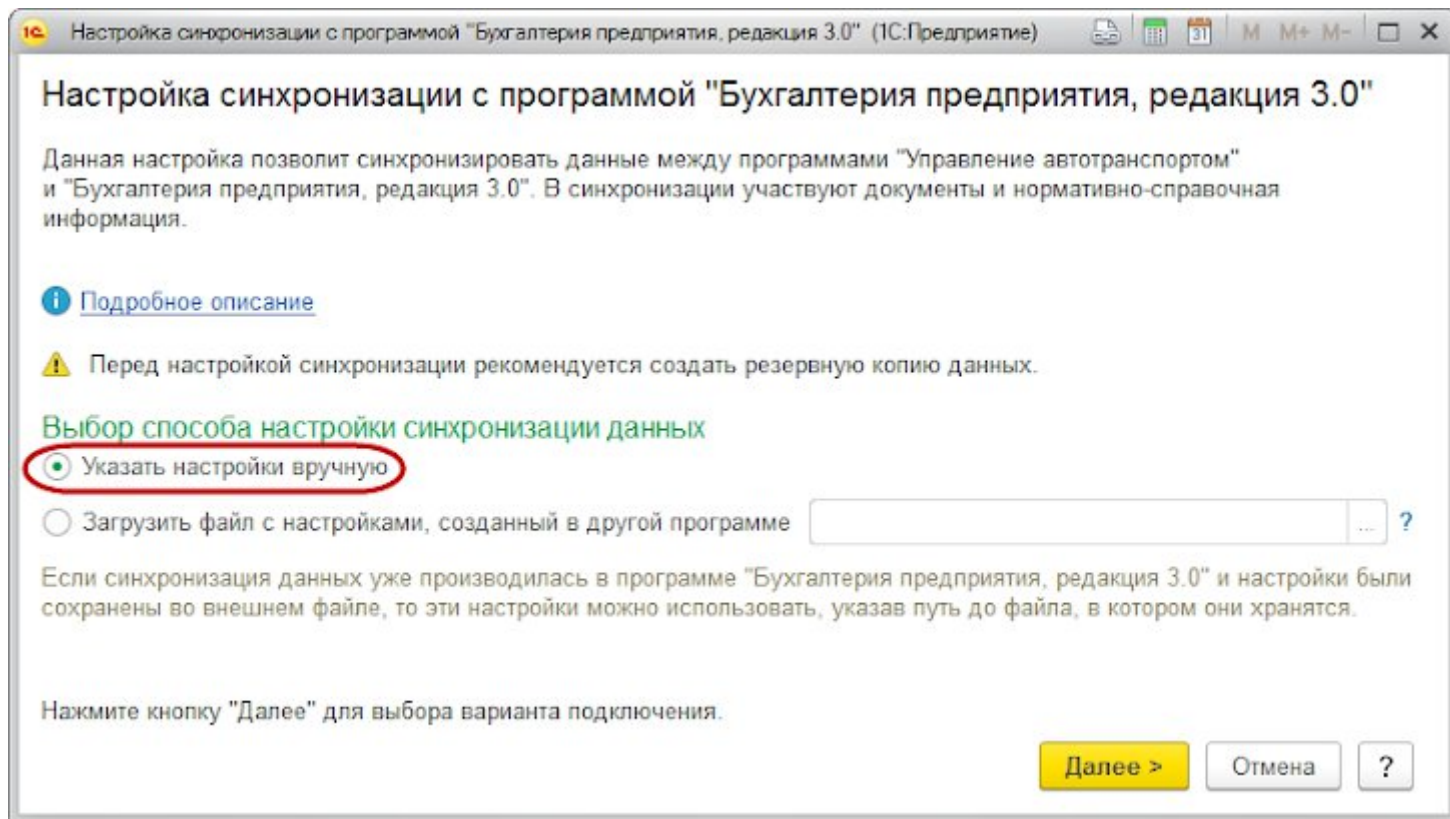 1С Настройка синхронизации с программой "Бухгалтерия предприятия, редакция 3.0" (1С:Предприятие) 31 M M+ M-
Настройка синхронизации с программой "Бухгалтерия предприятия, редакция 3.0"
Данная настройка позволит синхронизировать данные между программами "Управление автотранспортом"
и "Бухгалтерия предприятия, редакция 3.0". В синхронизации участвуют документы и нормативно-справочная
информация.
Подробное описание
Перед настройкой синхронизации рекомендуется создать резервную копию данных.
Выбор способа настройки синхронизации данных
Указать настройки вручную
Загрузить файл с настройками, созданный в другой программе ... ?
Если синхронизация данных уже производилась в программе "Бухгалтерия предприятия, редакция 3.0" и настройки были
сохранены во внешнем файле, то эти настройки можно использовать, указав путь до файла, в котором они хранятся.
Нажмите кнопку "Далее" для выбора варианта подключения.
Далее > Отмена ?